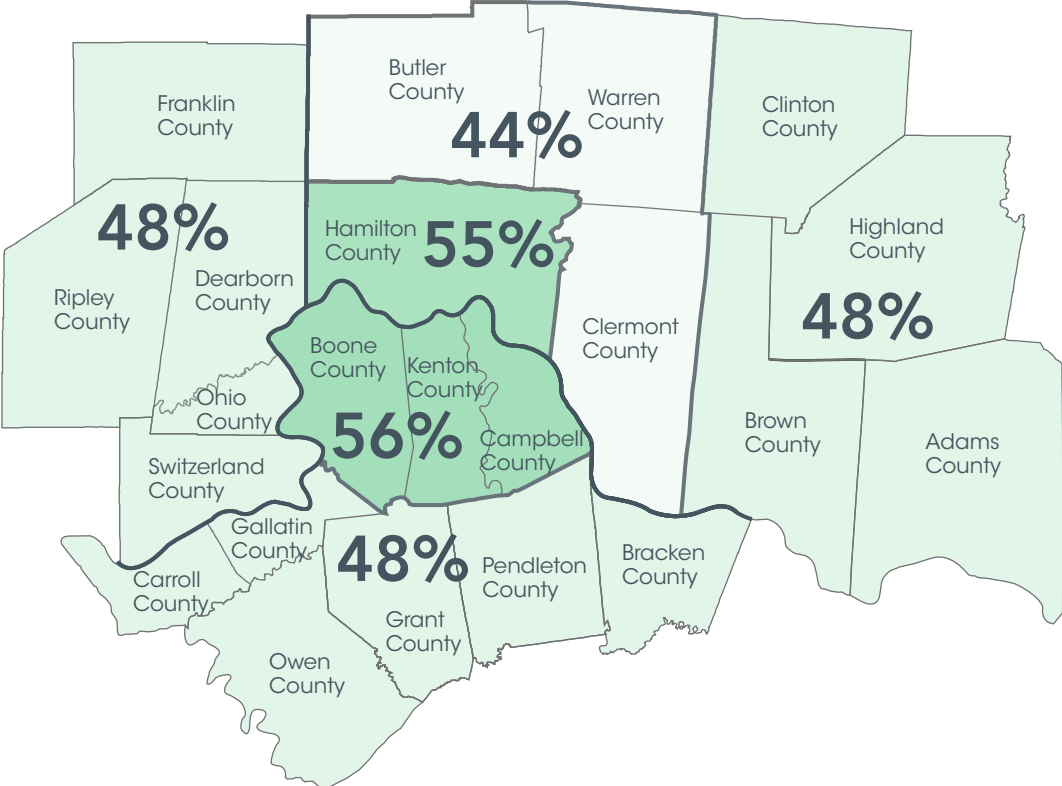 Butler
County
Warren
County
44%
Franklin
County
Clinton
County
48%
Hamilton
County
55%
Highland
County
48%
Dearborn
County
Ripley
County
Clermont
County
Boone
County
Kenton
County
56%
Ohio
County
Campbell
County
Brown
County
Adams
County
Switzerland
County
Gallatin
County
48%
Carroll
County
Pendleton
County
Bracken
County
Grant
County
Owen
County